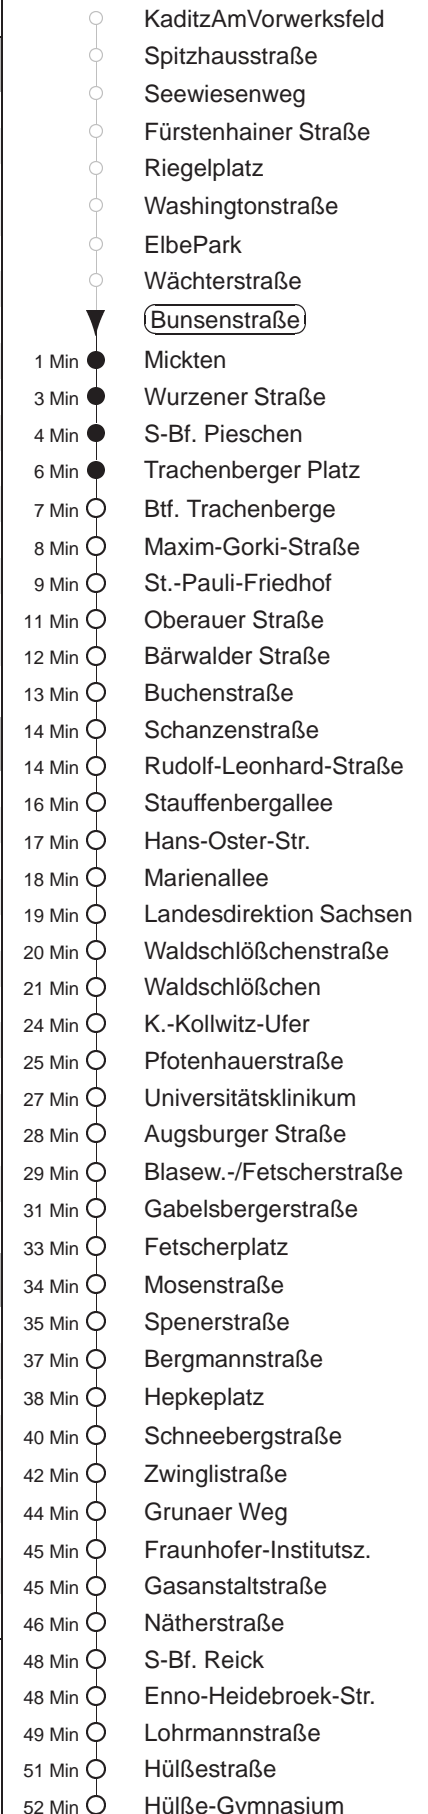 KaditzAmVorwerksfeld
Spitzhausstraße
Seewiesenweg
Fürstenhainer Straße
Riegelplatz
Washingtonstraße
ElbePark
Wächterstraße
Bunsenstraße
1 Min Mickten
3 Min Wurzener Straße
4 Min S-Bf. Pieschen
6 Min Trachenberger Platz
7 Min Btf. Trachenberge
8 Min Maxim-Gorki-Straße
9 Min St.-Pauli-Friedhof
11 Min Oberauer Straße
12 Min Bärwalder Straße
13 Min Buchenstraße
14 Min Schanzenstraße
14 Min Rudolf-Leonhard-Straße
16 Min Stauffenbergallee
17 Min Hans-Oster-Str.
18 Min Marienallee
19 Min Landesdirektion Sachsen
20 Min Waldschlößchenstraße
21 Min Waldschlößchen
24 Min K.-Kollwitz-Ufer
25 Min Pfotenhauerstraße
27 Min Universitätsklinikum
28 Min Augsburger Straße
29 Min Blasew.-/Fetscherstraße
31 Min Gabelsbergerstraße
33 Min Fetscherplatz
34 Min Mosenstraße
35 Min Spenerstraße
37 Min Bergmannstraße
38 Min Hepkeplatz
40 Min Schneebergstraße
42 Min Zwinglistraße
44 Min Grunaer Weg
45 Min Fraunhofer-Institutsz.
45 Min Gasanstaltstraße
46 Min Nätherstraße
48 Min S-Bf. Reick
48 Min Enno-Heidebroek-Str.
49 Min Lohrmannstraße
51 Min Hülßestraße
52 Min Hülße-Gymnasium